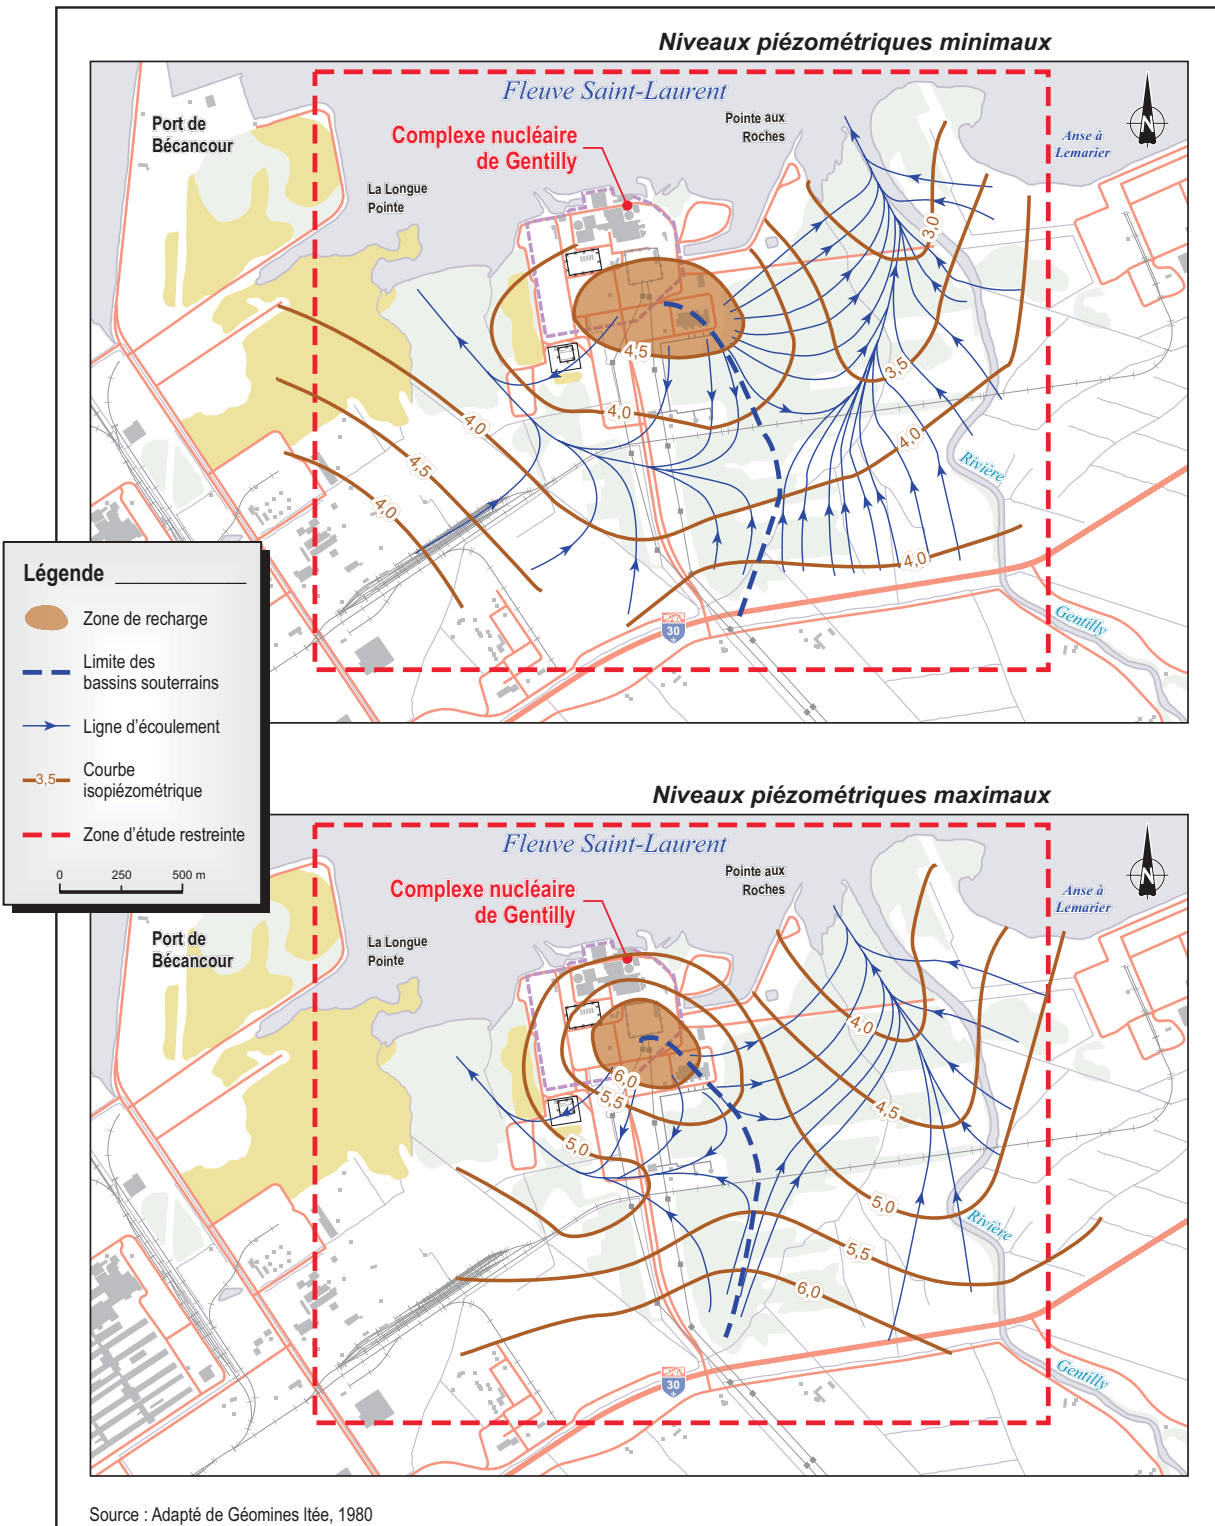 Niveaux piézométriques minimaux
Fleuve Saint-Laurent
Port de
Bécancour
Complexe nucléaire
de Gentilly
Pointe aux
Roches
Anse à
Lemarier
La Longue
Pointe
N
3,0
4,5
3,5
4,0
4,0
4,0
4,5
4,0
4,0
Rivière
Gentilly
30
Légende
Zone de recharge
Limite des
bassins souterrains
Ligne d'écoulement
3,5
Courbe
isopiézométrique
Zone d'étude restreinte
0 250 500 m
Niveaux piézométriques maximaux
Fleuve Saint-Laurent
Port de
Bécancour
Complexe nucléaire
de Gentilly
Pointe aux
Roches
Anse à
Lemarier
La Longue
Pointe
N
4,0
6,0
5,5
4,5
5,0
5,0
5,5
6,0
Rivière
Gentilly
30
Source : Adapté de Géomines ltée, 1980